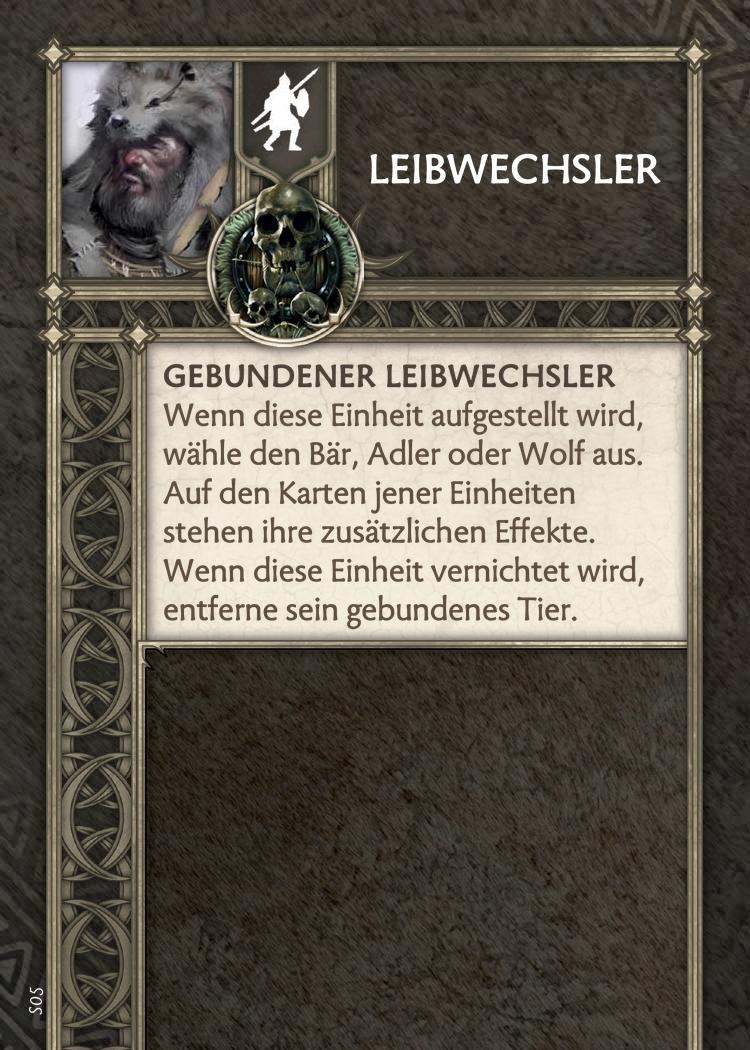 LEIBWECHSLER
GEBUNDENER LEIBWECHSLER
Wenn diese Einheit aufgestellt wird,
wähle den Bär, Adler oder Wolf aus.
Auf den Karten jener Einheiten
stehen ihre zusätzlichen Effekte.
Wenn diese Einheit vernichtet wird,
entferne sein gebundenes Tier.
S05